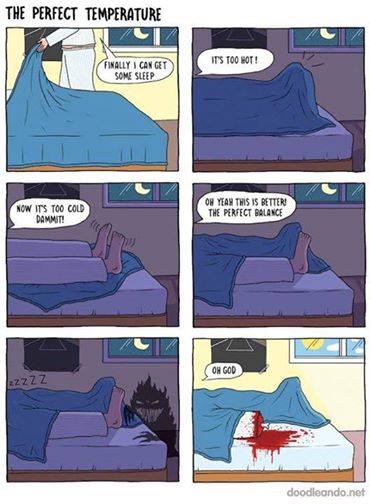 THE PERFECT TEMPERATURE
FINALLY I CAN GET
SOME SLEEP
IT'S TOO HOT!
NOW IT'S TOO COLD
DAMMIT!
OH YEAH THIS IS BETTER!
THE PERFECT BALANCE
zZZZZ
OH GOD
doodleando.net